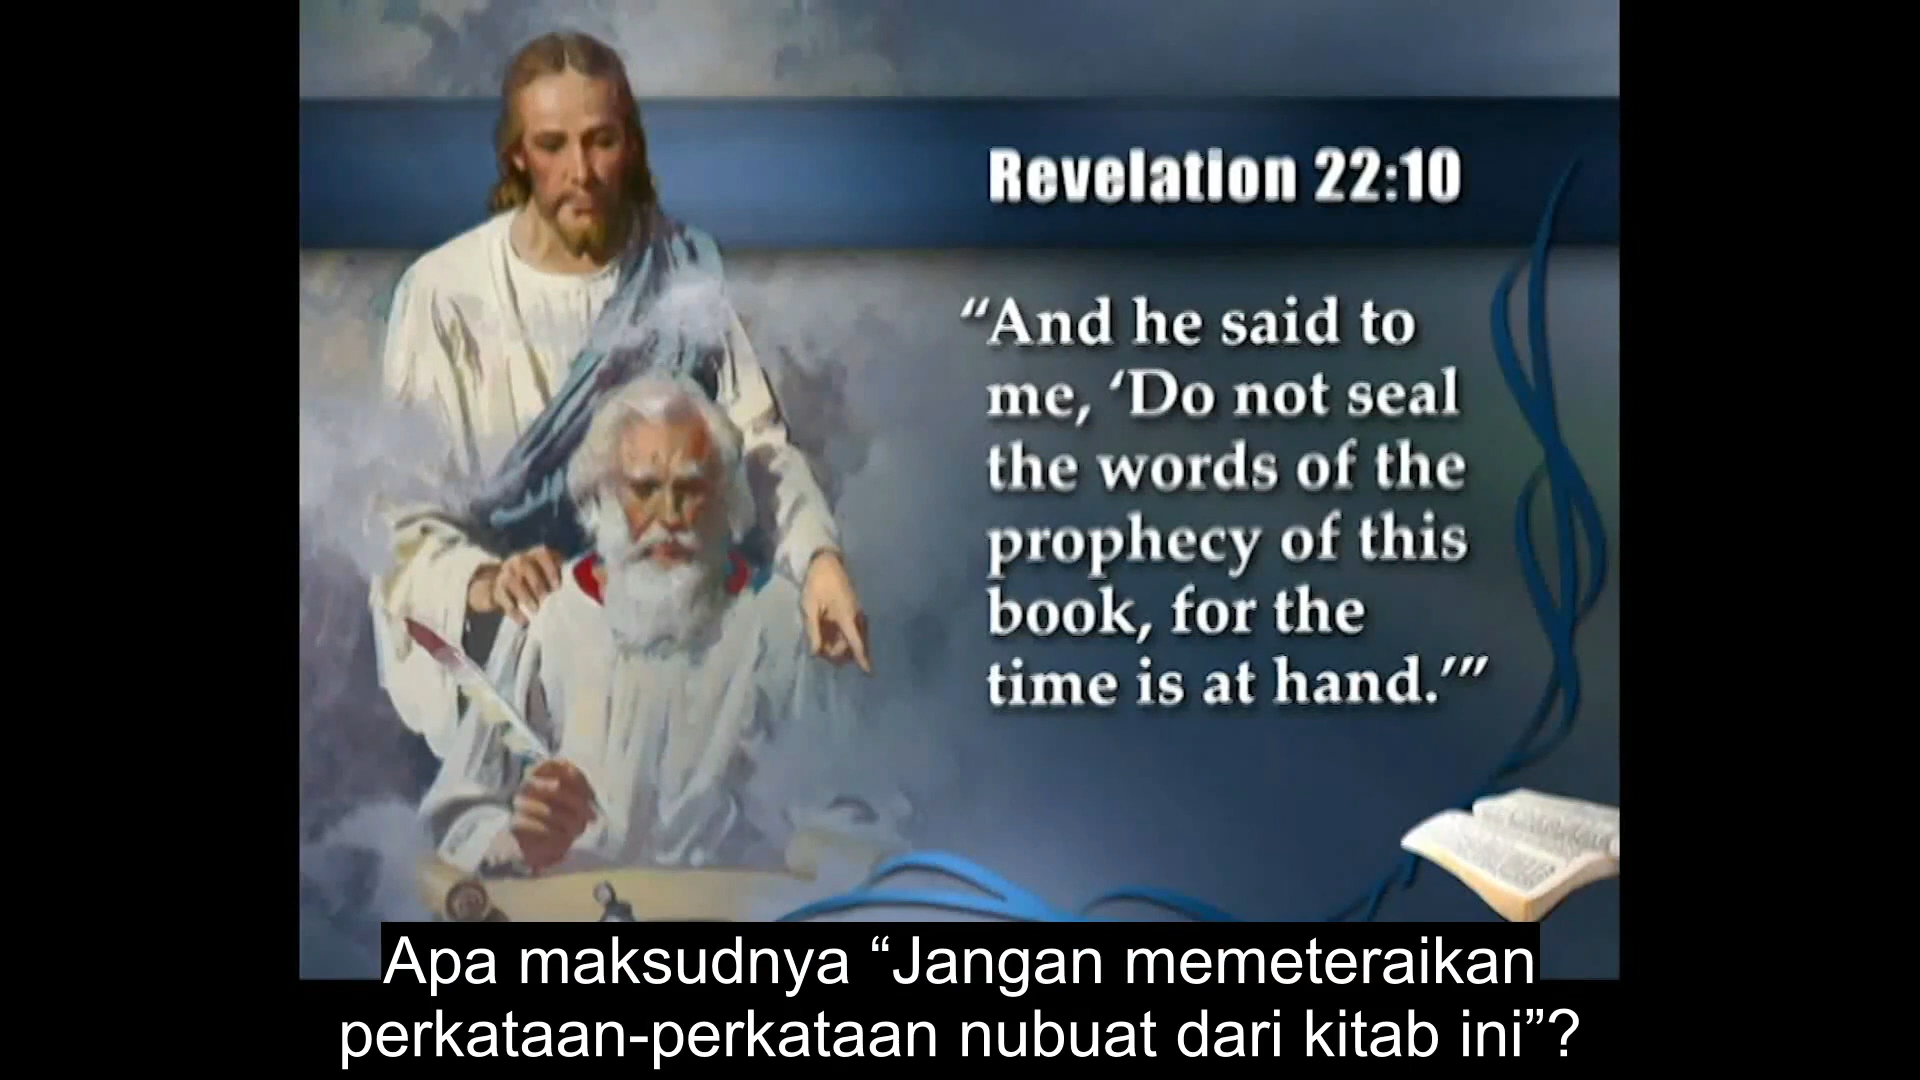 Revelation 22:10
“And he said to
me, ‘Do not seal
the words of the
prophecy of this
book, for the
time is at hand.’”
Apa maksudnya “Jangan memeteraikan
perkataan-perkataan nubuat dari kitab ini”?